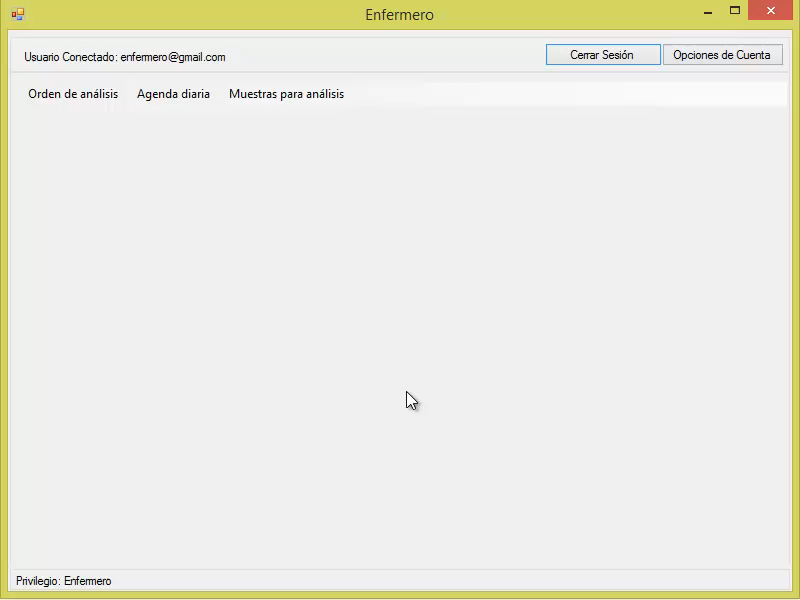 Enfermero
Usuario Conectado: enfermero@gmail.com
Cerrar Sesión
Opciones de Cuenta
Orden de análisis
Agenda diaria
Muestras para análisis
Privilegio: Enfermero